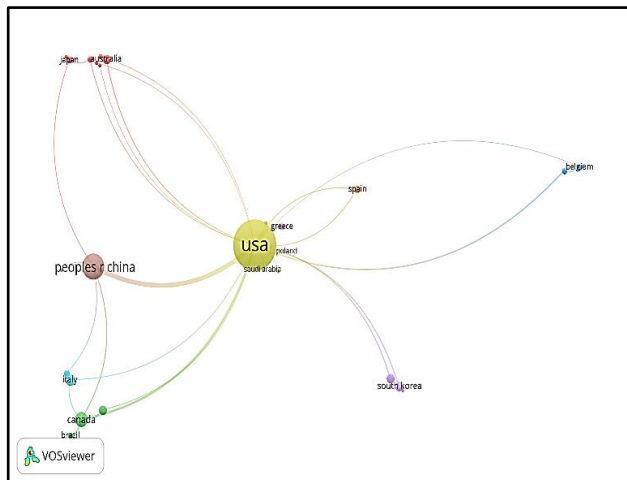 japan
australia
belgium
spain
greece
usa
poland
saudi arabia
peoples r china
italy
south korea
canada
brazil
VOSviewer